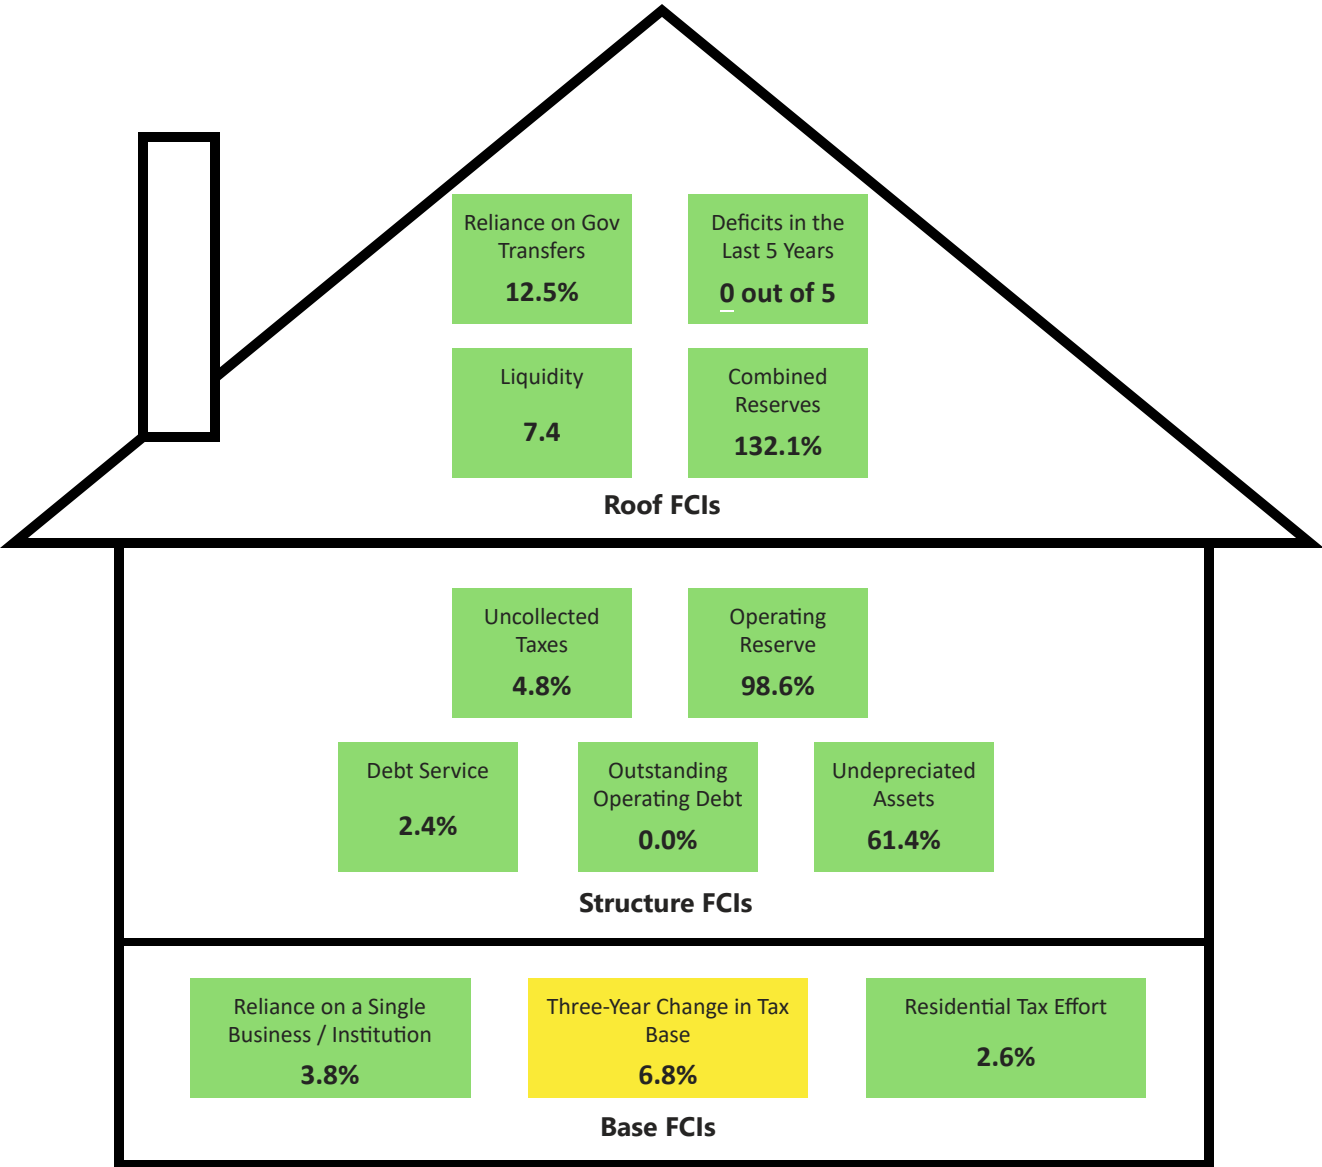 Reliance on Gov
Transfers
12.5%
Deficits in the
Last 5 Years
0 out of 5
Liquidity
7.4
Combined
Reserves
132.1%
Roof FCIs
Uncollected
Taxes
4.8%
Operating
Reserve
98.6%
Debt Service
2.4%
Outstanding
Operating Debt
0.0%
Undepreciated
Assets
61.4%
Structure FCIs
Reliance on a Single
Business / Institution
3.8%
Three-Year Change in Tax
Base
6.8%
Residential Tax Effort
2.6%
Base FCIs